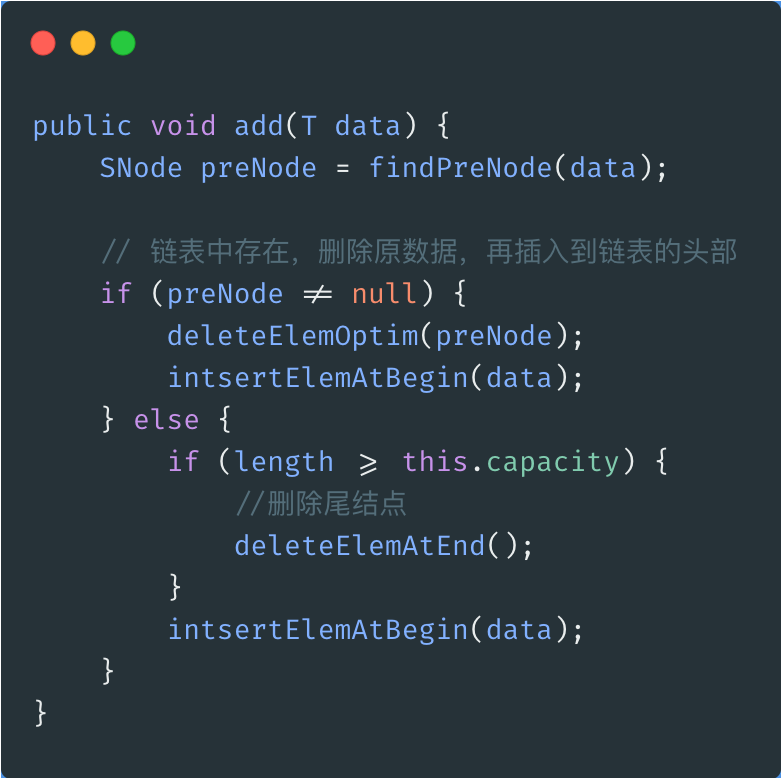 public void add(T data) {
    SNode preNode = findPreNode(data);

    // 链表中存在，删除原数据，再插入到链表的头部
    if (preNode != null) {
        deleteElemOptim(preNode);
        intsertElemAtBegin(data);
    } else {
        if (length >= this.capacity) {
            //删除尾结点
            deleteElemAtEnd();
        }
        intsertElemAtBegin(data);
    }
}